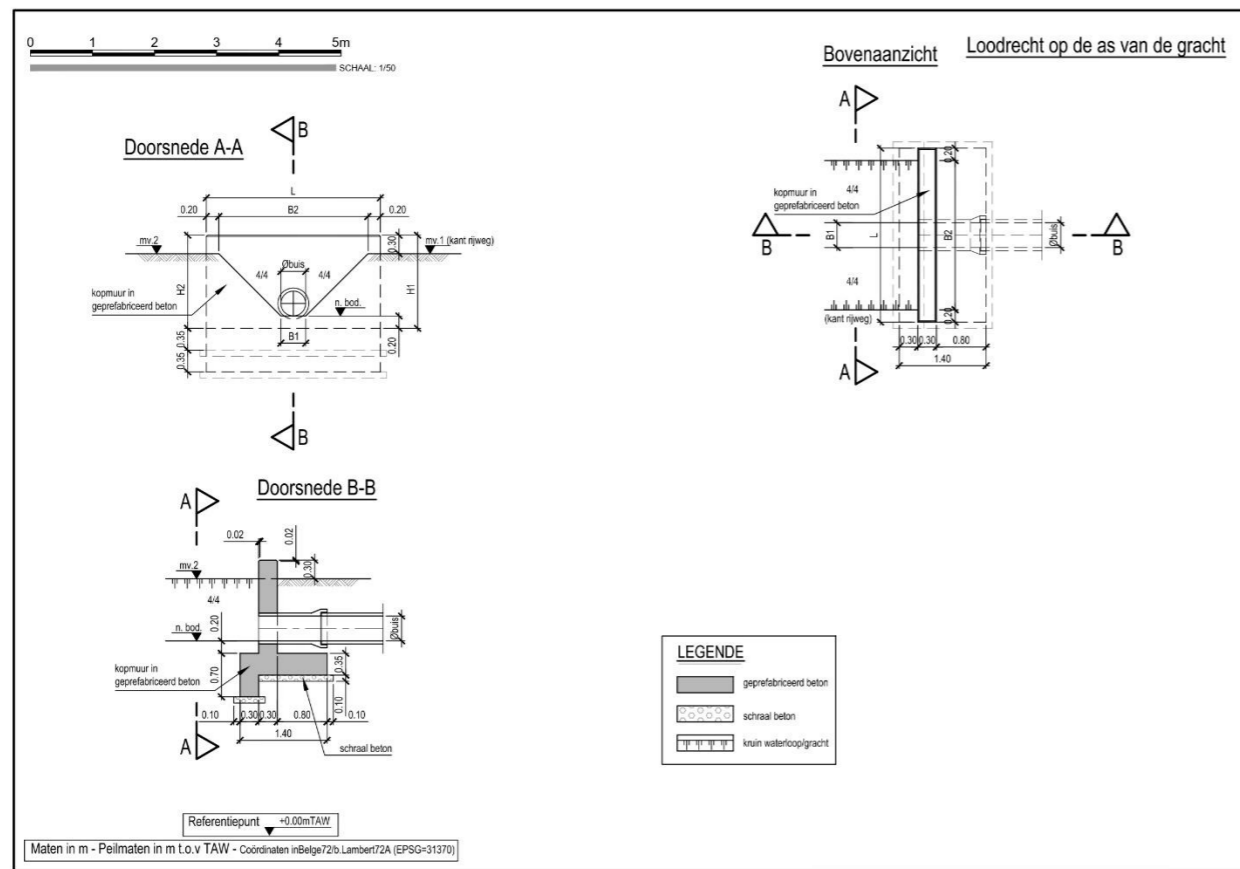 0 1 2 3 4 5m
SCHAAL: 1/50
Bovenaanzicht
Loodrecht op de as van de gracht
Doorsnede A-A
B
L
0.20 B2 0.20
mv.2
0.30
mv.1 (kant rijweg)
Øbuis
4/4 4/4
H2
H1
kopmuur in
geprefabriceerd beton
n. bod.
B1
0.35
0.35
0.20
B
A
0.20
4/4
kopmuur in
geprefabriceerd beton
B
B1
L
B2
Øbuis
B
4/4
(kant rijweg)
0.20
0.30 0.30 0.80
1.40
A
Doorsnede B-B
A
0.02
0.02
mv.2
0.30
4/4
0.20
n. bod.
Øbuis
kopmuur in
geprefabriceerd beton
0.70
0.35
0.10
0.10 0.30 0.30 0.80 0.10
1.40
A
schraal beton
LEGENDE
geprefabriceerd beton
schraal beton
kruin waterloop/gracht
Referentiepunt +0.00mTAW
Maten in m - Peilmaten in m t.o.v TAW - Coördinaten inBelge72/b.Lambert72A (EPSG=31370)